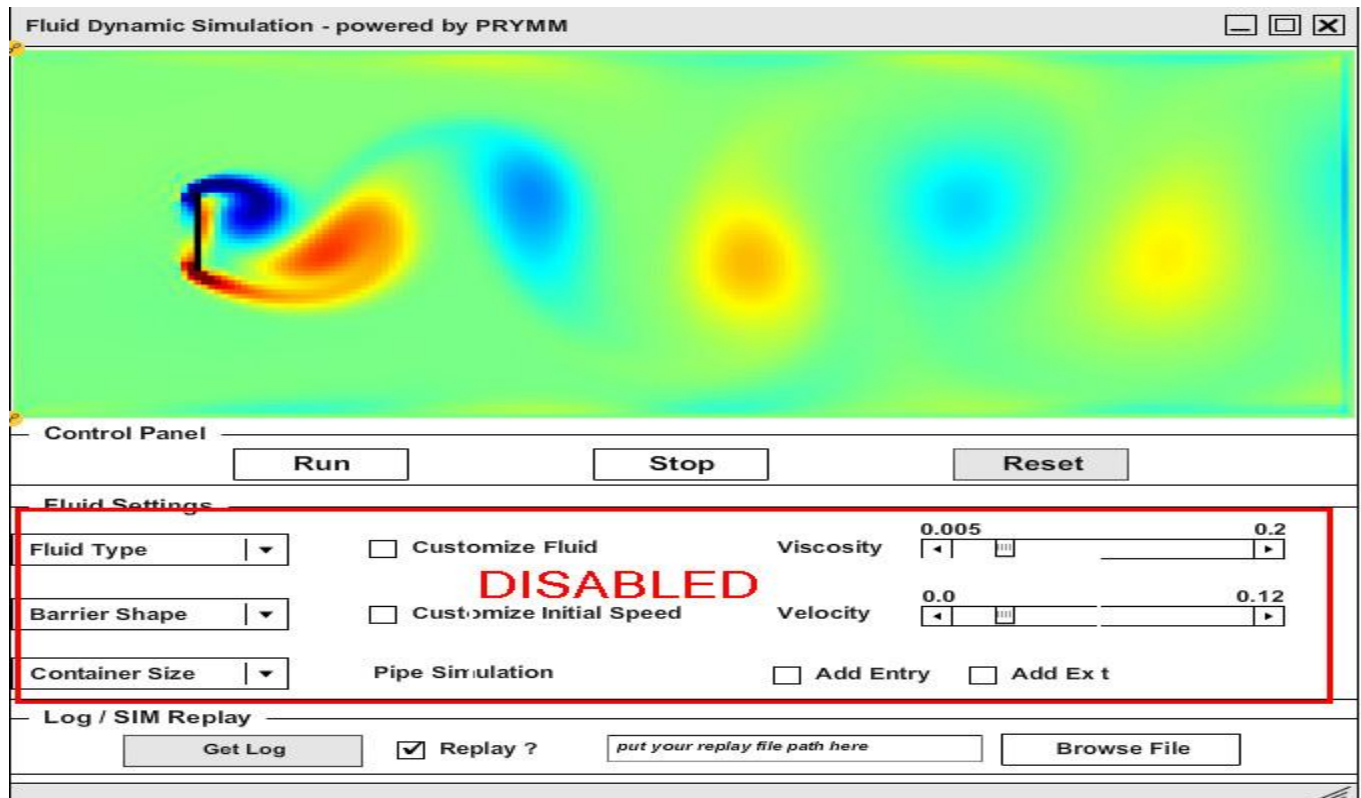 Fluid Dynamic Simulation - powered by PRYMM
Control Panel
Run Stop Reset
Fluid Settings
0.005 0.2
Fluid Type Customize Fluid Viscosity
DISABLED
0.0 0.12
Barrier Shape Customize Initial Speed Velocity
Container Size Pipe Simulation Add Entry Add Ex t
Log / SIM Replay
Get Log Replay ? put your replay file path here Browse File